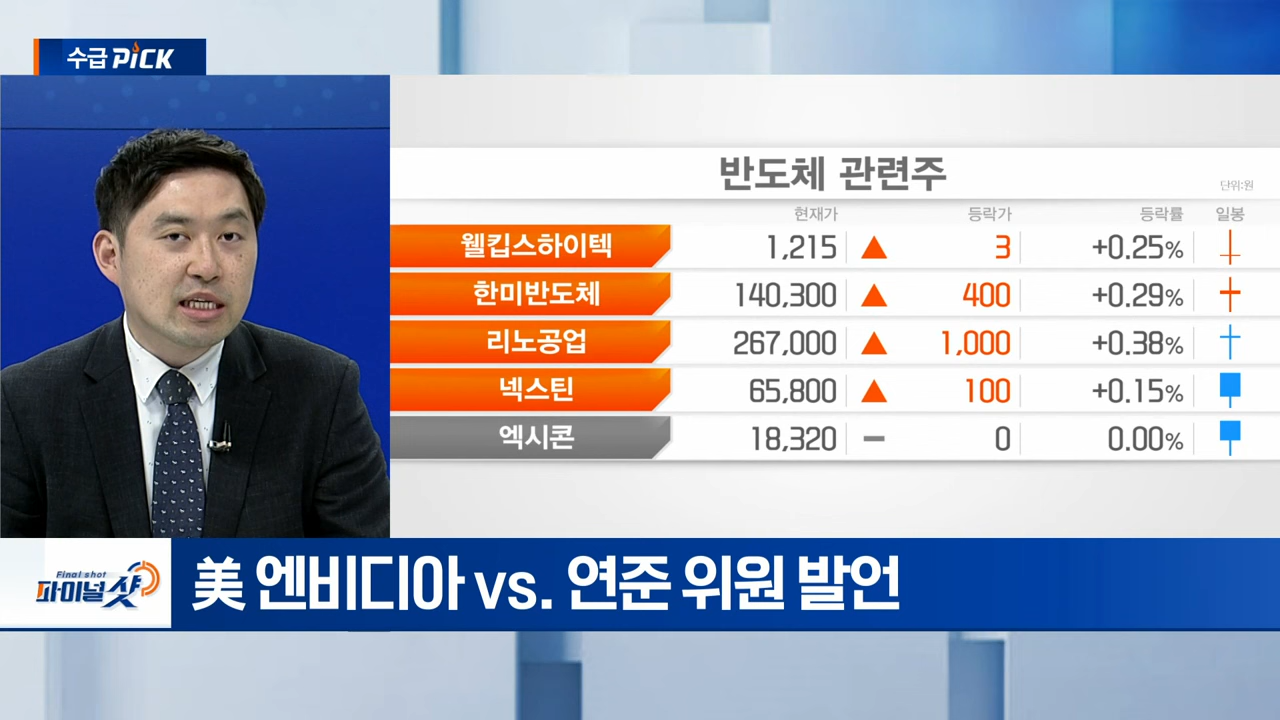 수급 PiCK
반도체 관련주
단위:원
현재가 등락가 등락률 일봉
웰킵스하이텍 1,215 ▲ 3 +0.25%
한미반도체 140,300 ▲ 400 +0.29%
리노공업 267,000 ▲ 1,000 +0.38%
넥스틴 65,800 ▲ 100 +0.15%
엑시콘 18,320 - 0 0.00%
Final shot
파이널샷
美 엔비디아 vs. 연준 위원 발언